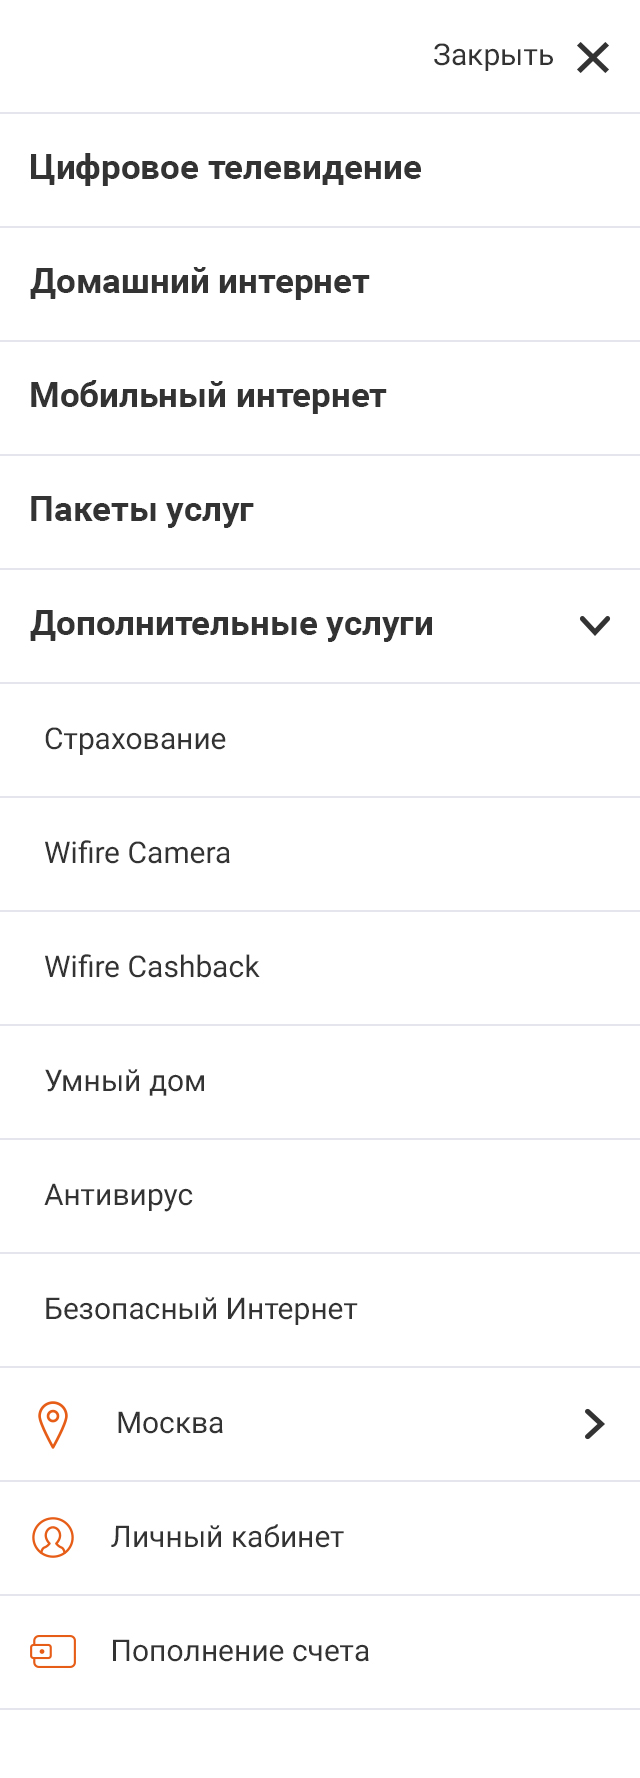 Закрыть
Цифровое телевидение
Домашний интернет
Мобильный интернет
Пакеты услуг
Дополнительные услуги
Страхование
Wifire Camera
Wifire Cashback
Умный дом
Антивирус
Безопасный Интернет
Москва
Личный кабинет
Пополнение счета